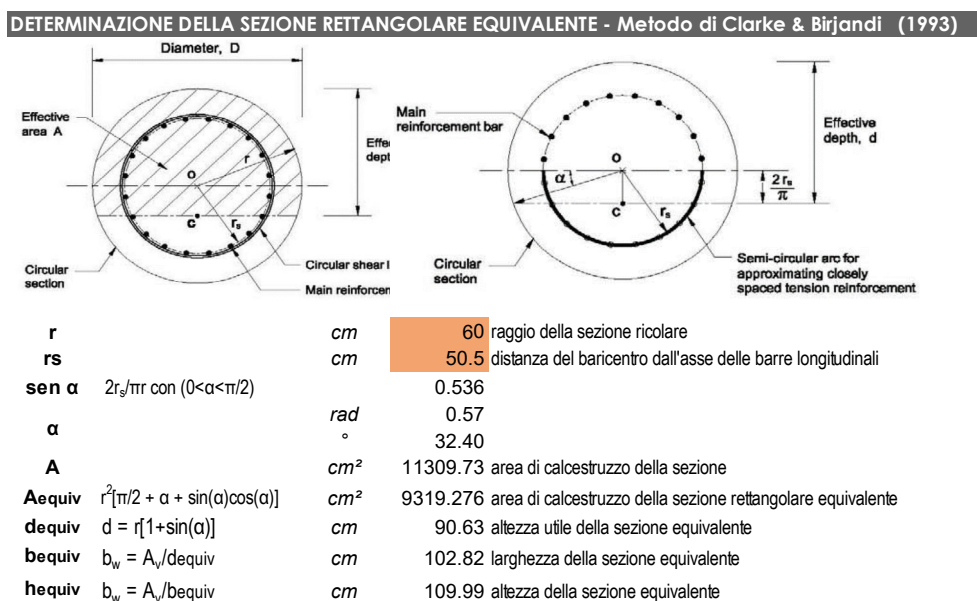 DETERMINAZIONE DELLA SEZIONE RETTANGOLARE EQUIVALENTE - Metodo di Clarke & Birjandi (1993)
Diameter, D
Effective
area A
Effe
dept
r
O
C
rs
Circular
section
Circular shear l
Main reinforcen
Main
reinforcement bar
Effective
depth, d
O
α
2rs
π
C
rs
Circular
section
Semi-circular arc for
approximating closely
spaced tension reinforcement
r cm 60 raggio della sezione ricolare
rs cm 50.5 distanza del baricentro dall'asse delle barre longitudinali
sen α 2rs/πr con (0<α<π/2) 0.536
α rad 0.57
° 32.40
A cm² 11309.73 area di calcestruzzo della sezione
Aequiv r²[π/2 + α + sin(α)cos(α)] cm² 9319.276 area di calcestruzzo della sezione rettangolare equivalente
dequiv d = r[1+sin(α)] cm 90.63 altezza utile della sezione equivalente
bequiv bw = Av/dequiv cm 102.82 larghezza della sezione equivalente
hequiv bw = Av/bequiv cm 109.99 altezza della sezione equivalente